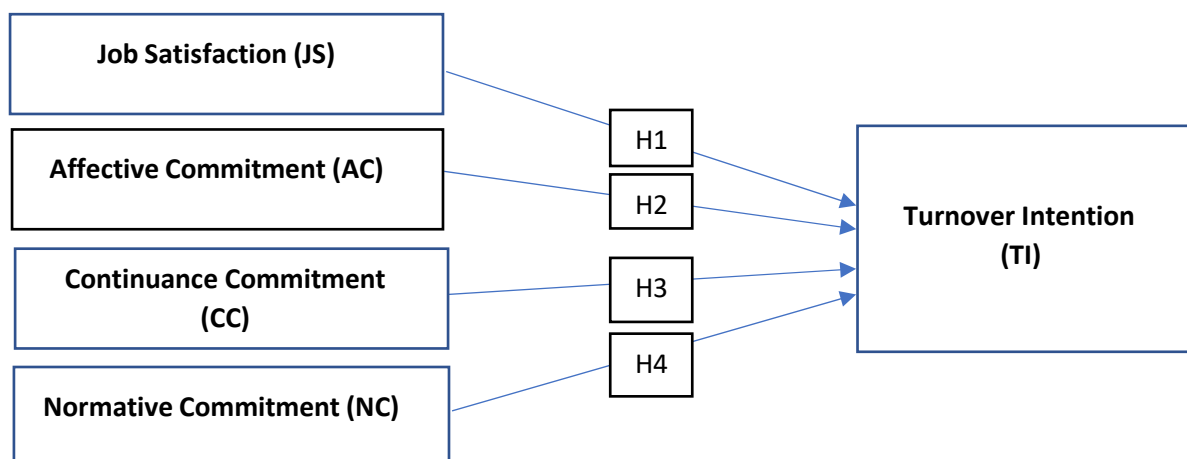 Job Satisfaction (JS)
Affective Commitment (AC)
Continuance Commitment
(CC)
Normative Commitment (NC)
H1
H2
H3
H4
Turnover Intention
(TI)